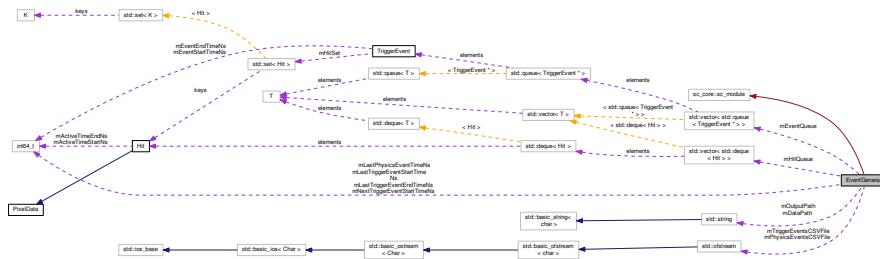 K
std::set< K >
< Hit >
TriggerEvent
mEventEndTimeNs
mEventStartTimeNs
mHitSet
elements
std::set< Hit >
std::queue< T >
< TriggerEvent * >
std::queue< TriggerEvent * >
elements
elements
sc_core::sc_module
T
keys
elements
elements
std::vector< T >
< std::queue< TriggerEvent
* > >
std::vector< std::queue
< TriggerEvent * > >
std::deque< T >
< Hit >
< std::deque< Hit > >
mEventQueue
mActiveTimeEndNs
mActiveTimeStartNs
int64_t
Hit
elements
std::deque< Hit >
elements
std::vector< std::deque
< Hit > >
mHitQueue
mLastPhysicsEventTimeNs
mLastTriggerEventStartTime
Ns
mLastTriggerEventEndTimeNs
mNextTriggerEventStartTimeNs
EventGenera
PixelData
std::basic_string<
char >
std::string
mOutputPath
mDataPath
mTriggerEventsCSVFile
mPhysicsEventsCSVFile
std::ios_base
std::basic_ios< Char >
std::basic_ostream
< Char >
std::basic_ofstream
< char >
std::ofstream